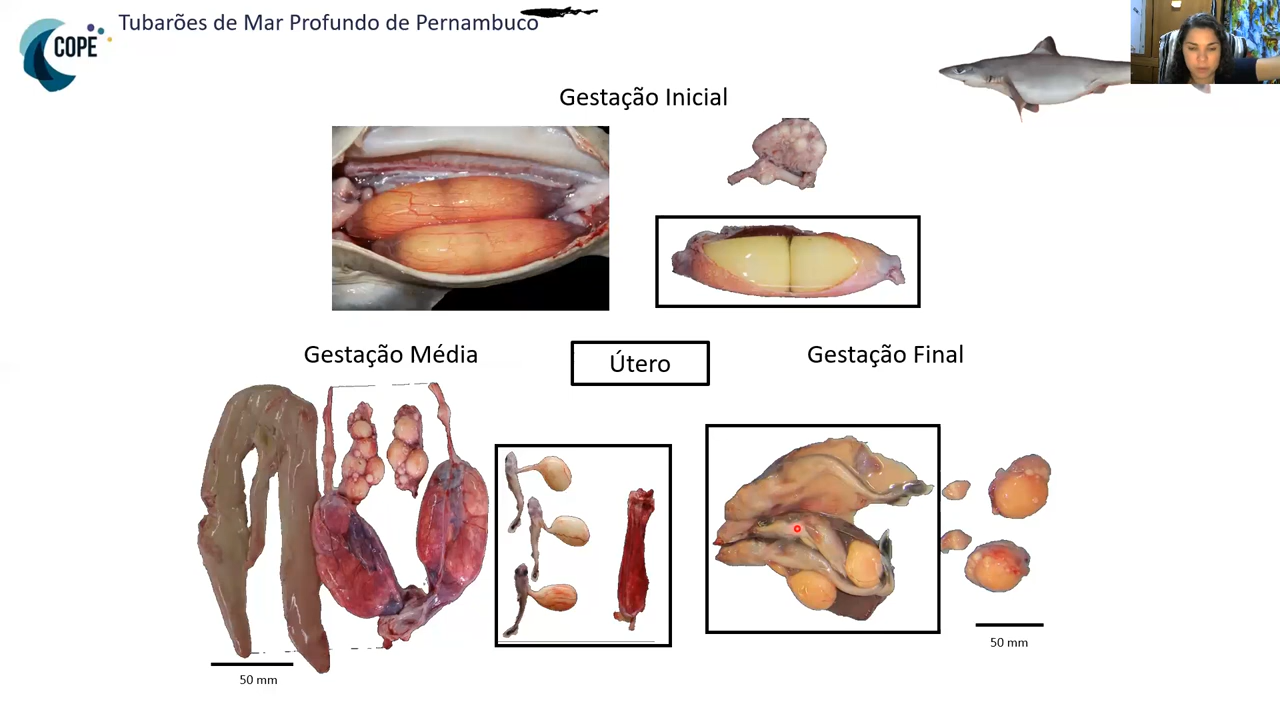 Tubarões de Mar Profundo de Pernambuco
COPE
Gestação Inicial
Gestação Média
Útero
Gestação Final
50 mm
50 mm